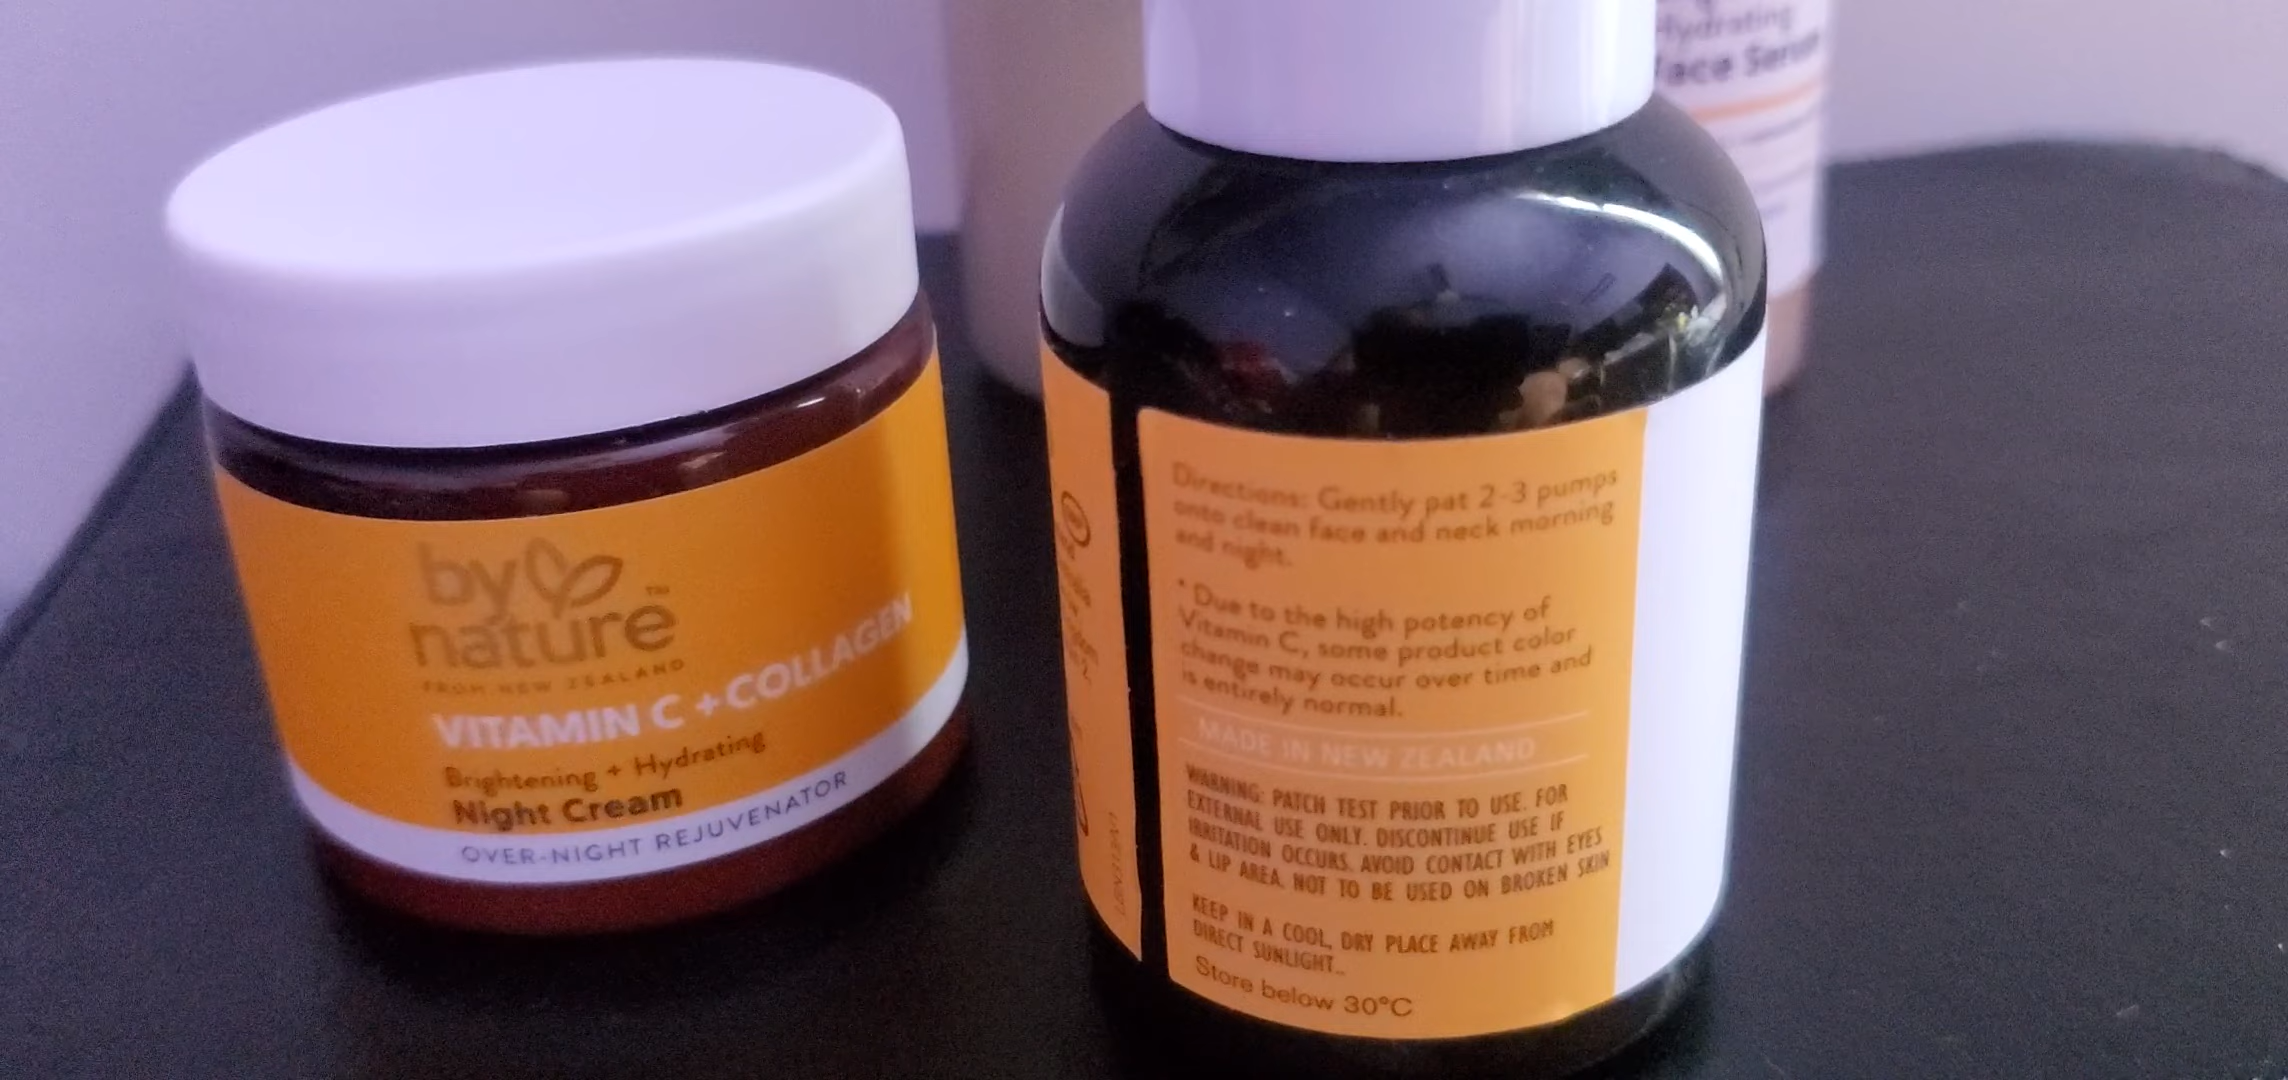 by
nature™
FROM NEW ZEALAND
VITAMIN C + COLLAGEN
Brightening + Hydrating
Night Cream
OVER-NIGHT REJUVENATOR
Directions: Gently pat 2-3 pumps
onto clean face and neck morning
and night.
* Due to the high potency of
Vitamin C, some product color
change may occur over time and
is entirely normal.
MADE IN NEW ZEALAND
WARNING: PATCH TEST PRIOR TO USE. FOR
EXTERNAL USE ONLY. DISCONTINUE USE IF
IRRITATION OCCURS. AVOID CONTACT WITH EYES
& LIP AREA. NOT TO BE USED ON BROKEN SKIN
KEEP IN A COOL, DRY PLACE AWAY FROM
DIRECT SUNLIGHT..
Store below 30°C
Hydrating
Face Serum